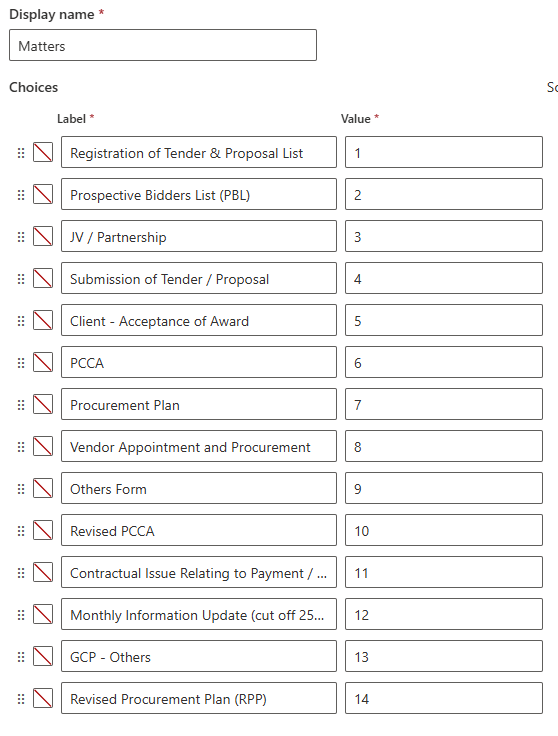 Display name *
Matters
Choices
Label * Value *
Registration of Tender & Proposal List 1
Prospective Bidders List (PBL) 2
JV / Partnership 3
Submission of Tender / Proposal 4
Client - Acceptance of Award 5
PCCA 6
Procurement Plan 7
Vendor Appointment and Procurement 8
Others Form 9
Revised PCCA 10
Contractual Issue Relating to Payment / ... 11
Monthly Information Update (cut off 25... 12
GCP - Others 13
Revised Procurement Plan (RPP) 14